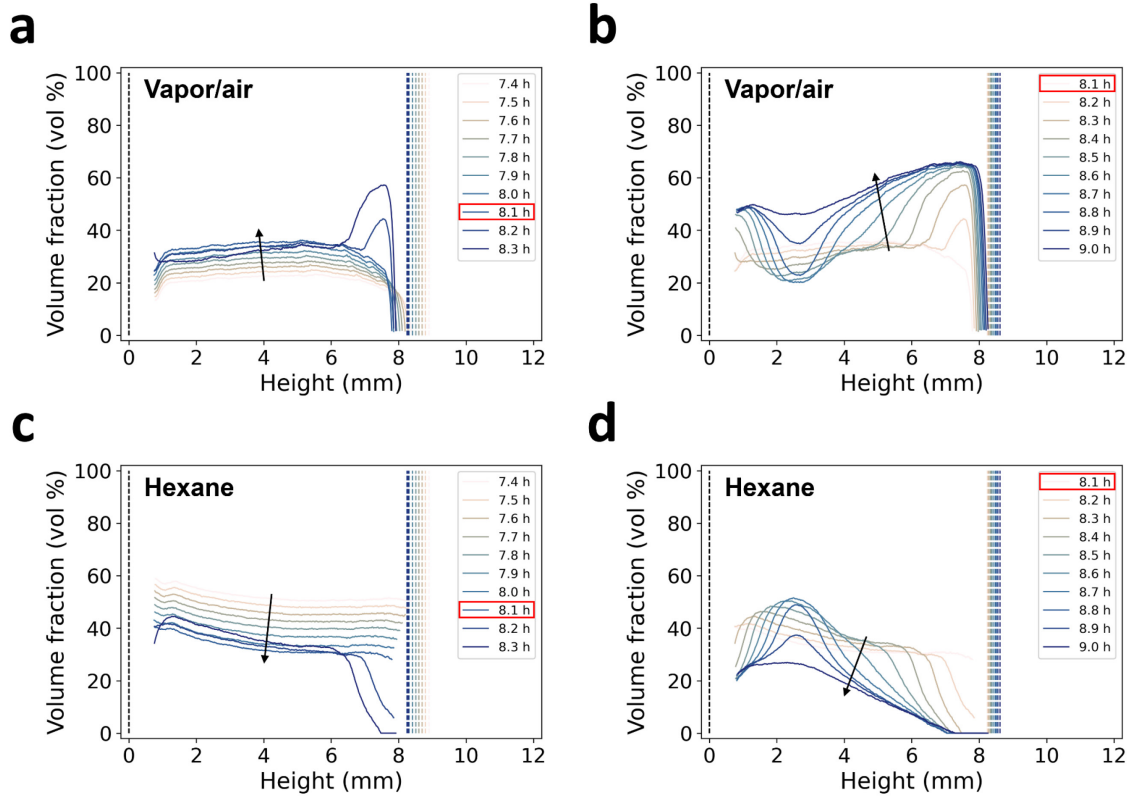 a
Volume fraction (vol %)
100
80
60
40
20
0
Vapor/air
7.4 h
7.5 h
7.6 h
7.7 h
7.8 h
7.9 h
8.0 h
8.1 h
8.2 h
8.3 h
0 2 4 6 8 10 12
Height (mm)
b
Volume fraction (vol %)
100
80
60
40
20
0
Vapor/air
8.1 h
8.2 h
8.3 h
8.4 h
8.5 h
8.6 h
8.7 h
8.8 h
8.9 h
9.0 h
0 2 4 6 8 10 12
Height (mm)
c
Volume fraction (vol %)
100
80
60
40
20
0
Hexane
7.4 h
7.5 h
7.6 h
7.7 h
7.8 h
7.9 h
8.0 h
8.1 h
8.2 h
8.3 h
0 2 4 6 8 10 12
Height (mm)
d
Volume fraction (vol %)
100
80
60
40
20
0
Hexane
8.1 h
8.2 h
8.3 h
8.4 h
8.5 h
8.6 h
8.7 h
8.8 h
8.9 h
9.0 h
0 2 4 6 8 10 12
Height (mm)